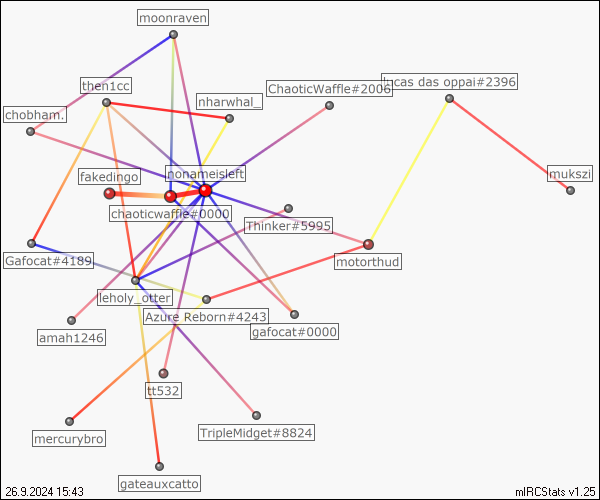 moonraven
then1cc
ChaoticWaffle#2006
lucas das oppai#2396
nharwhal_
chobham.
fakedingo
nonameisleft
mukszi
chaoticwaffle#0000
Thinker#5995
Gafocat#4189
motorthud
leholy_otter
Azure Reborn#4243
gafocat#0000
amah1246
tt532
mercurybro
TripleMidget#8824
gateauxcatto
26.9.2024 15:43
mIRCStats v1.25